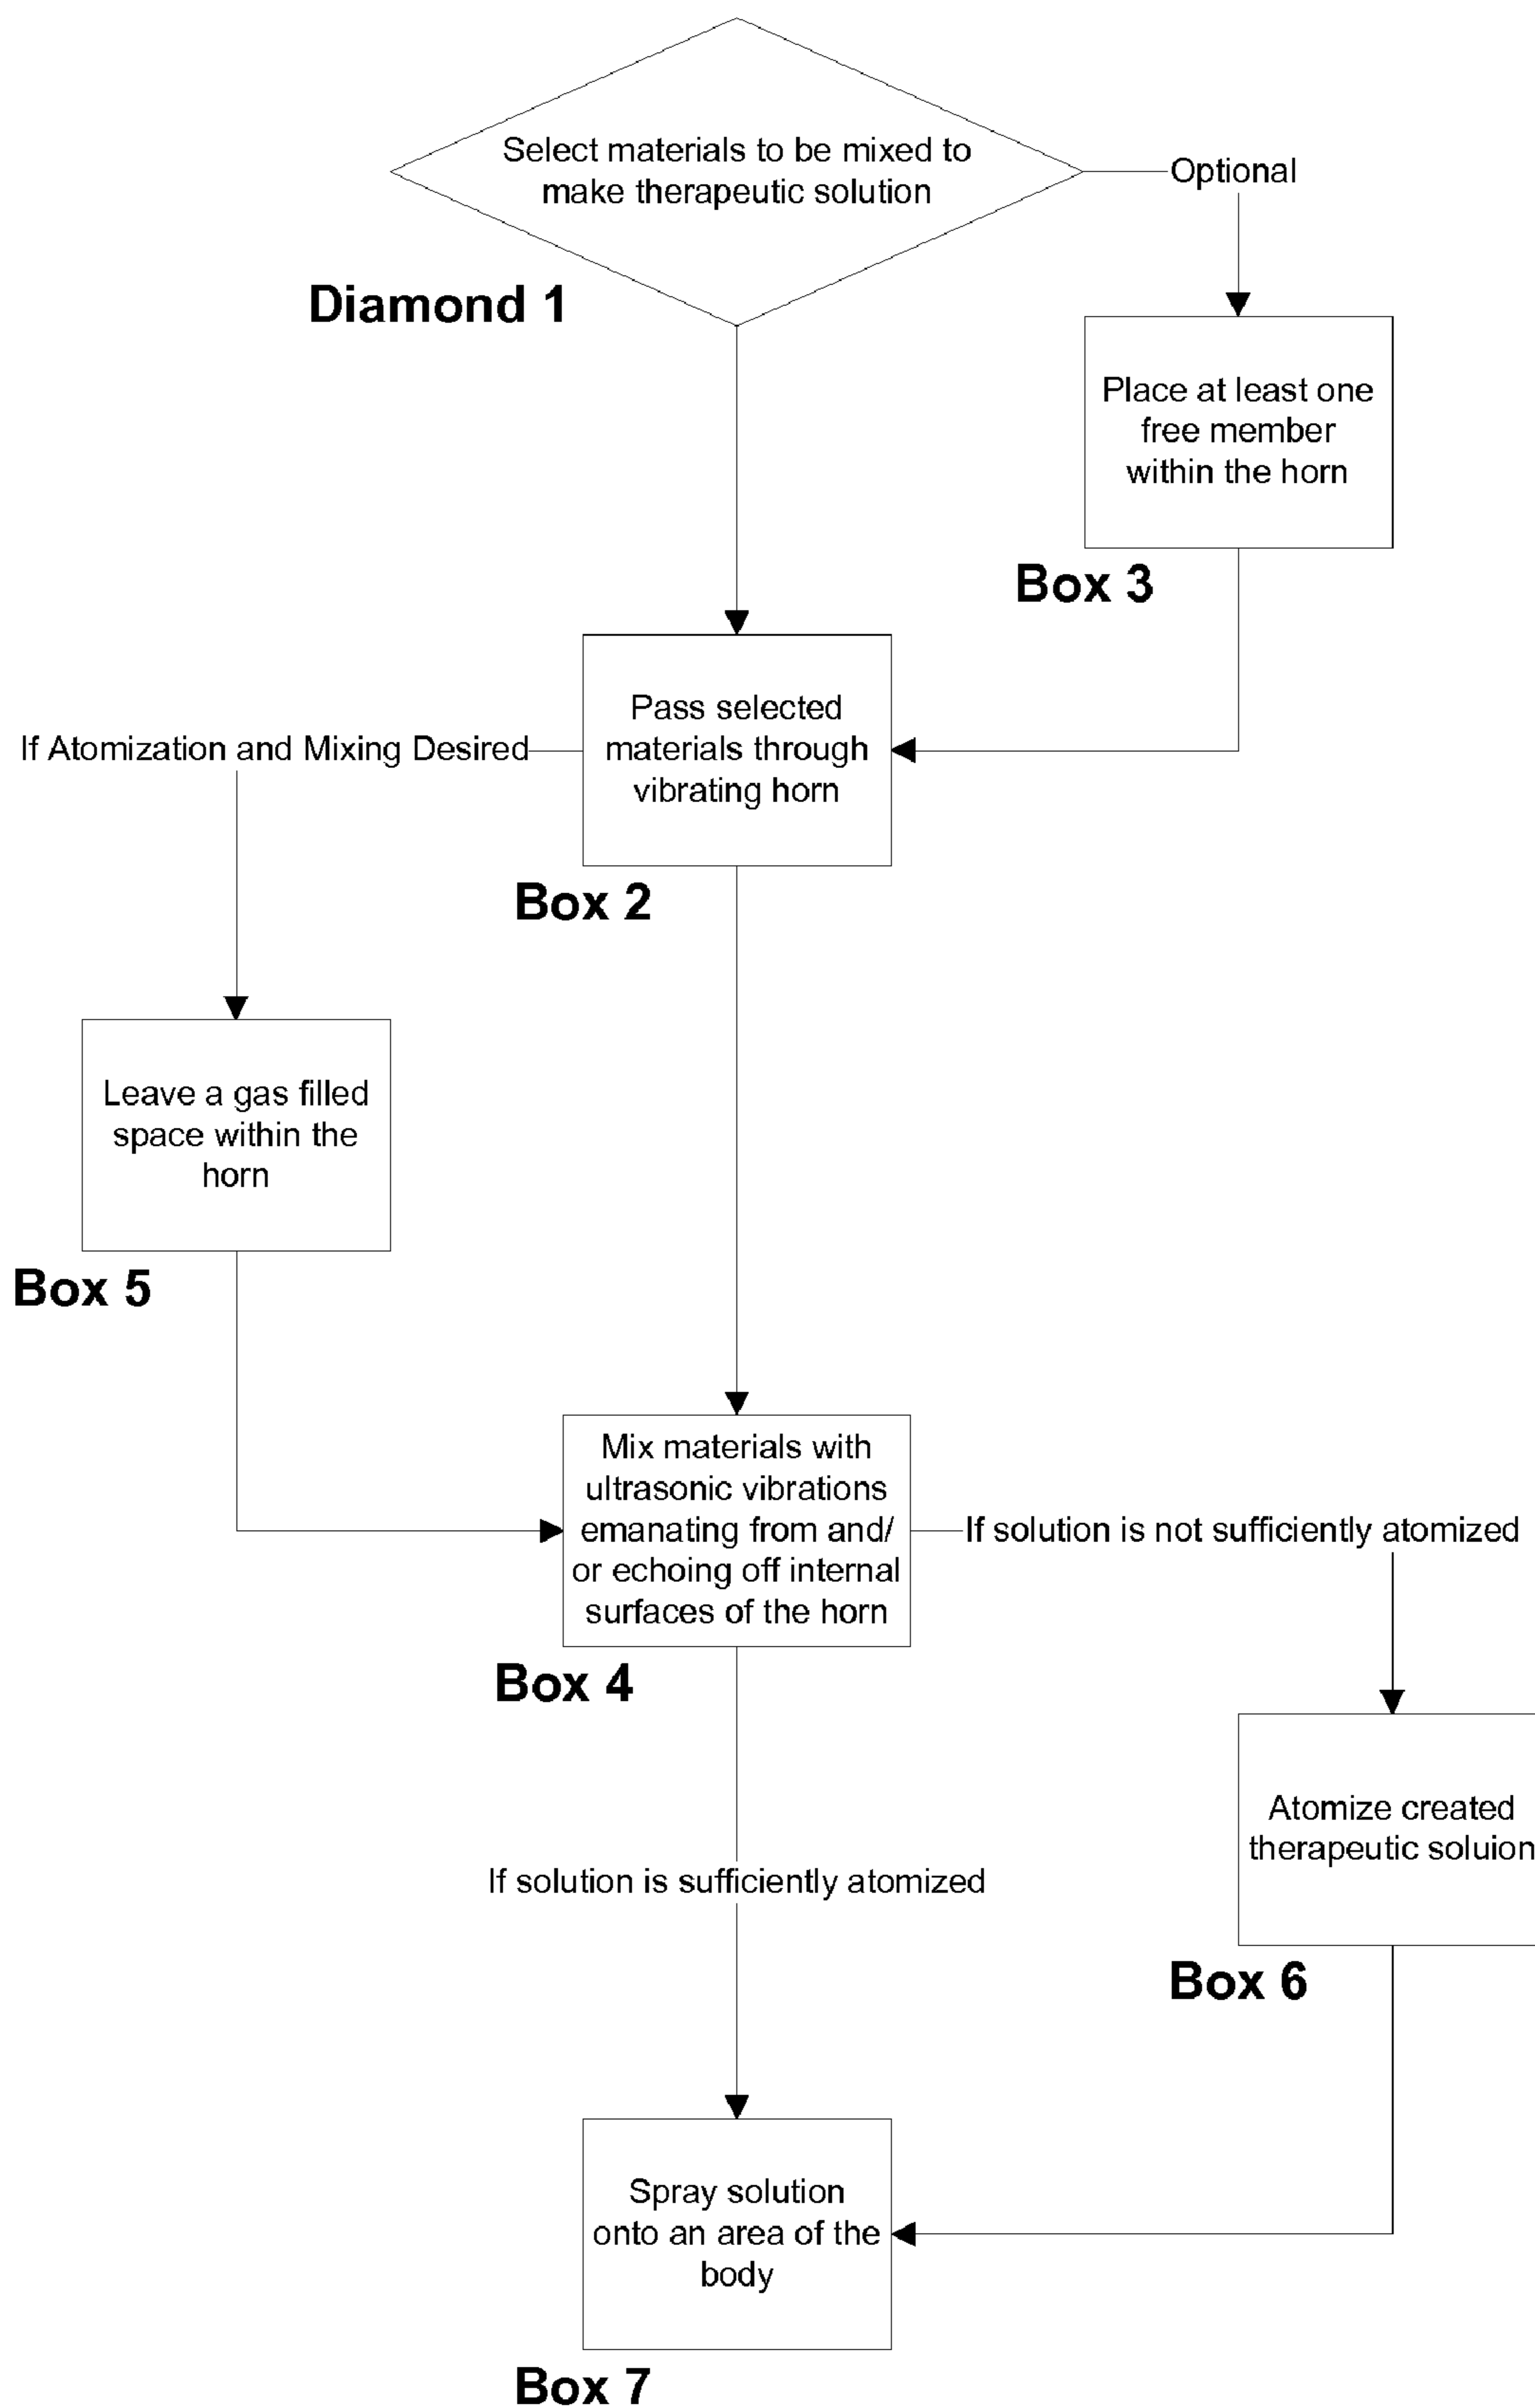 Select materials to be mixed to
make therapeutic solution
Optional
Diamond 1
Place at least one
free member
within the horn
Box 3
Pass selected
materials through
vibrating horn
If Atomization and Mixing Desired
Box 2
Leave a gas filled
space within the
horn
Box 5
Mix materials with
ultrasonic vibrations
emanating from and/
or echoing off internal
surfaces of the horn
If solution is not sufficiently atomized
Box 4
Atomize created
therapeutic soluion
If solution is sufficiently atomized
Box 6
Spray solution
onto an area of the
body
Box 7